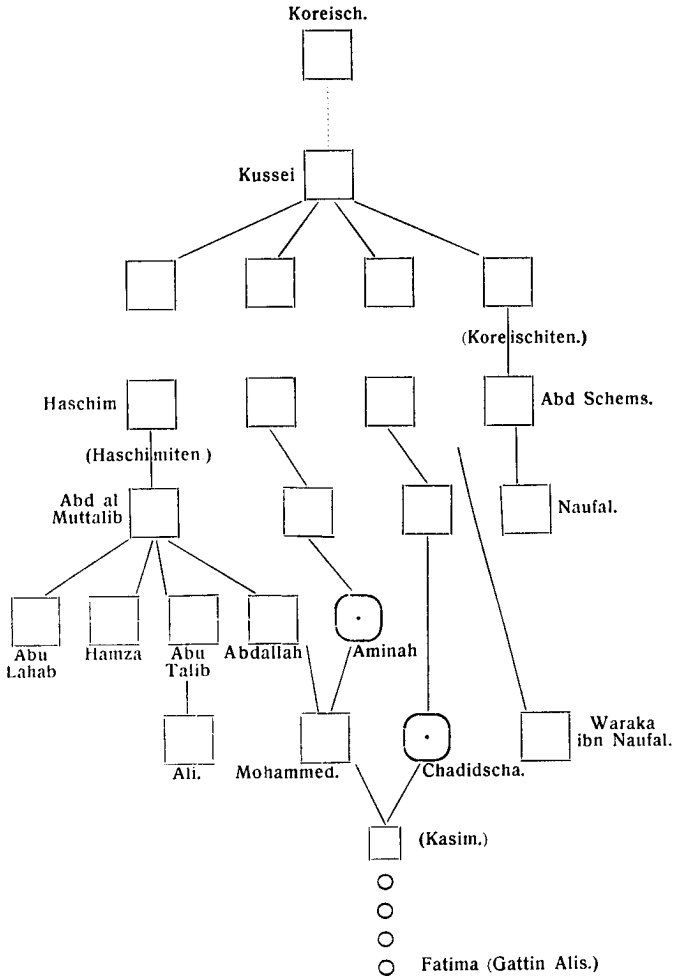 Koreisch.
Kussei
(Koreischiten.)
Haschim
Abd Schems.
(Haschimiten )
Abd al
Muttalib
Naufal.
Abu
Lahab
Hamza
Abu
Talib
Abdallah
Aminah
Waraka
ibn Naufal.
Ali.
Mohammed.
Chadidscha.
(Kasim.)
Fatima (Gattin Alis.)